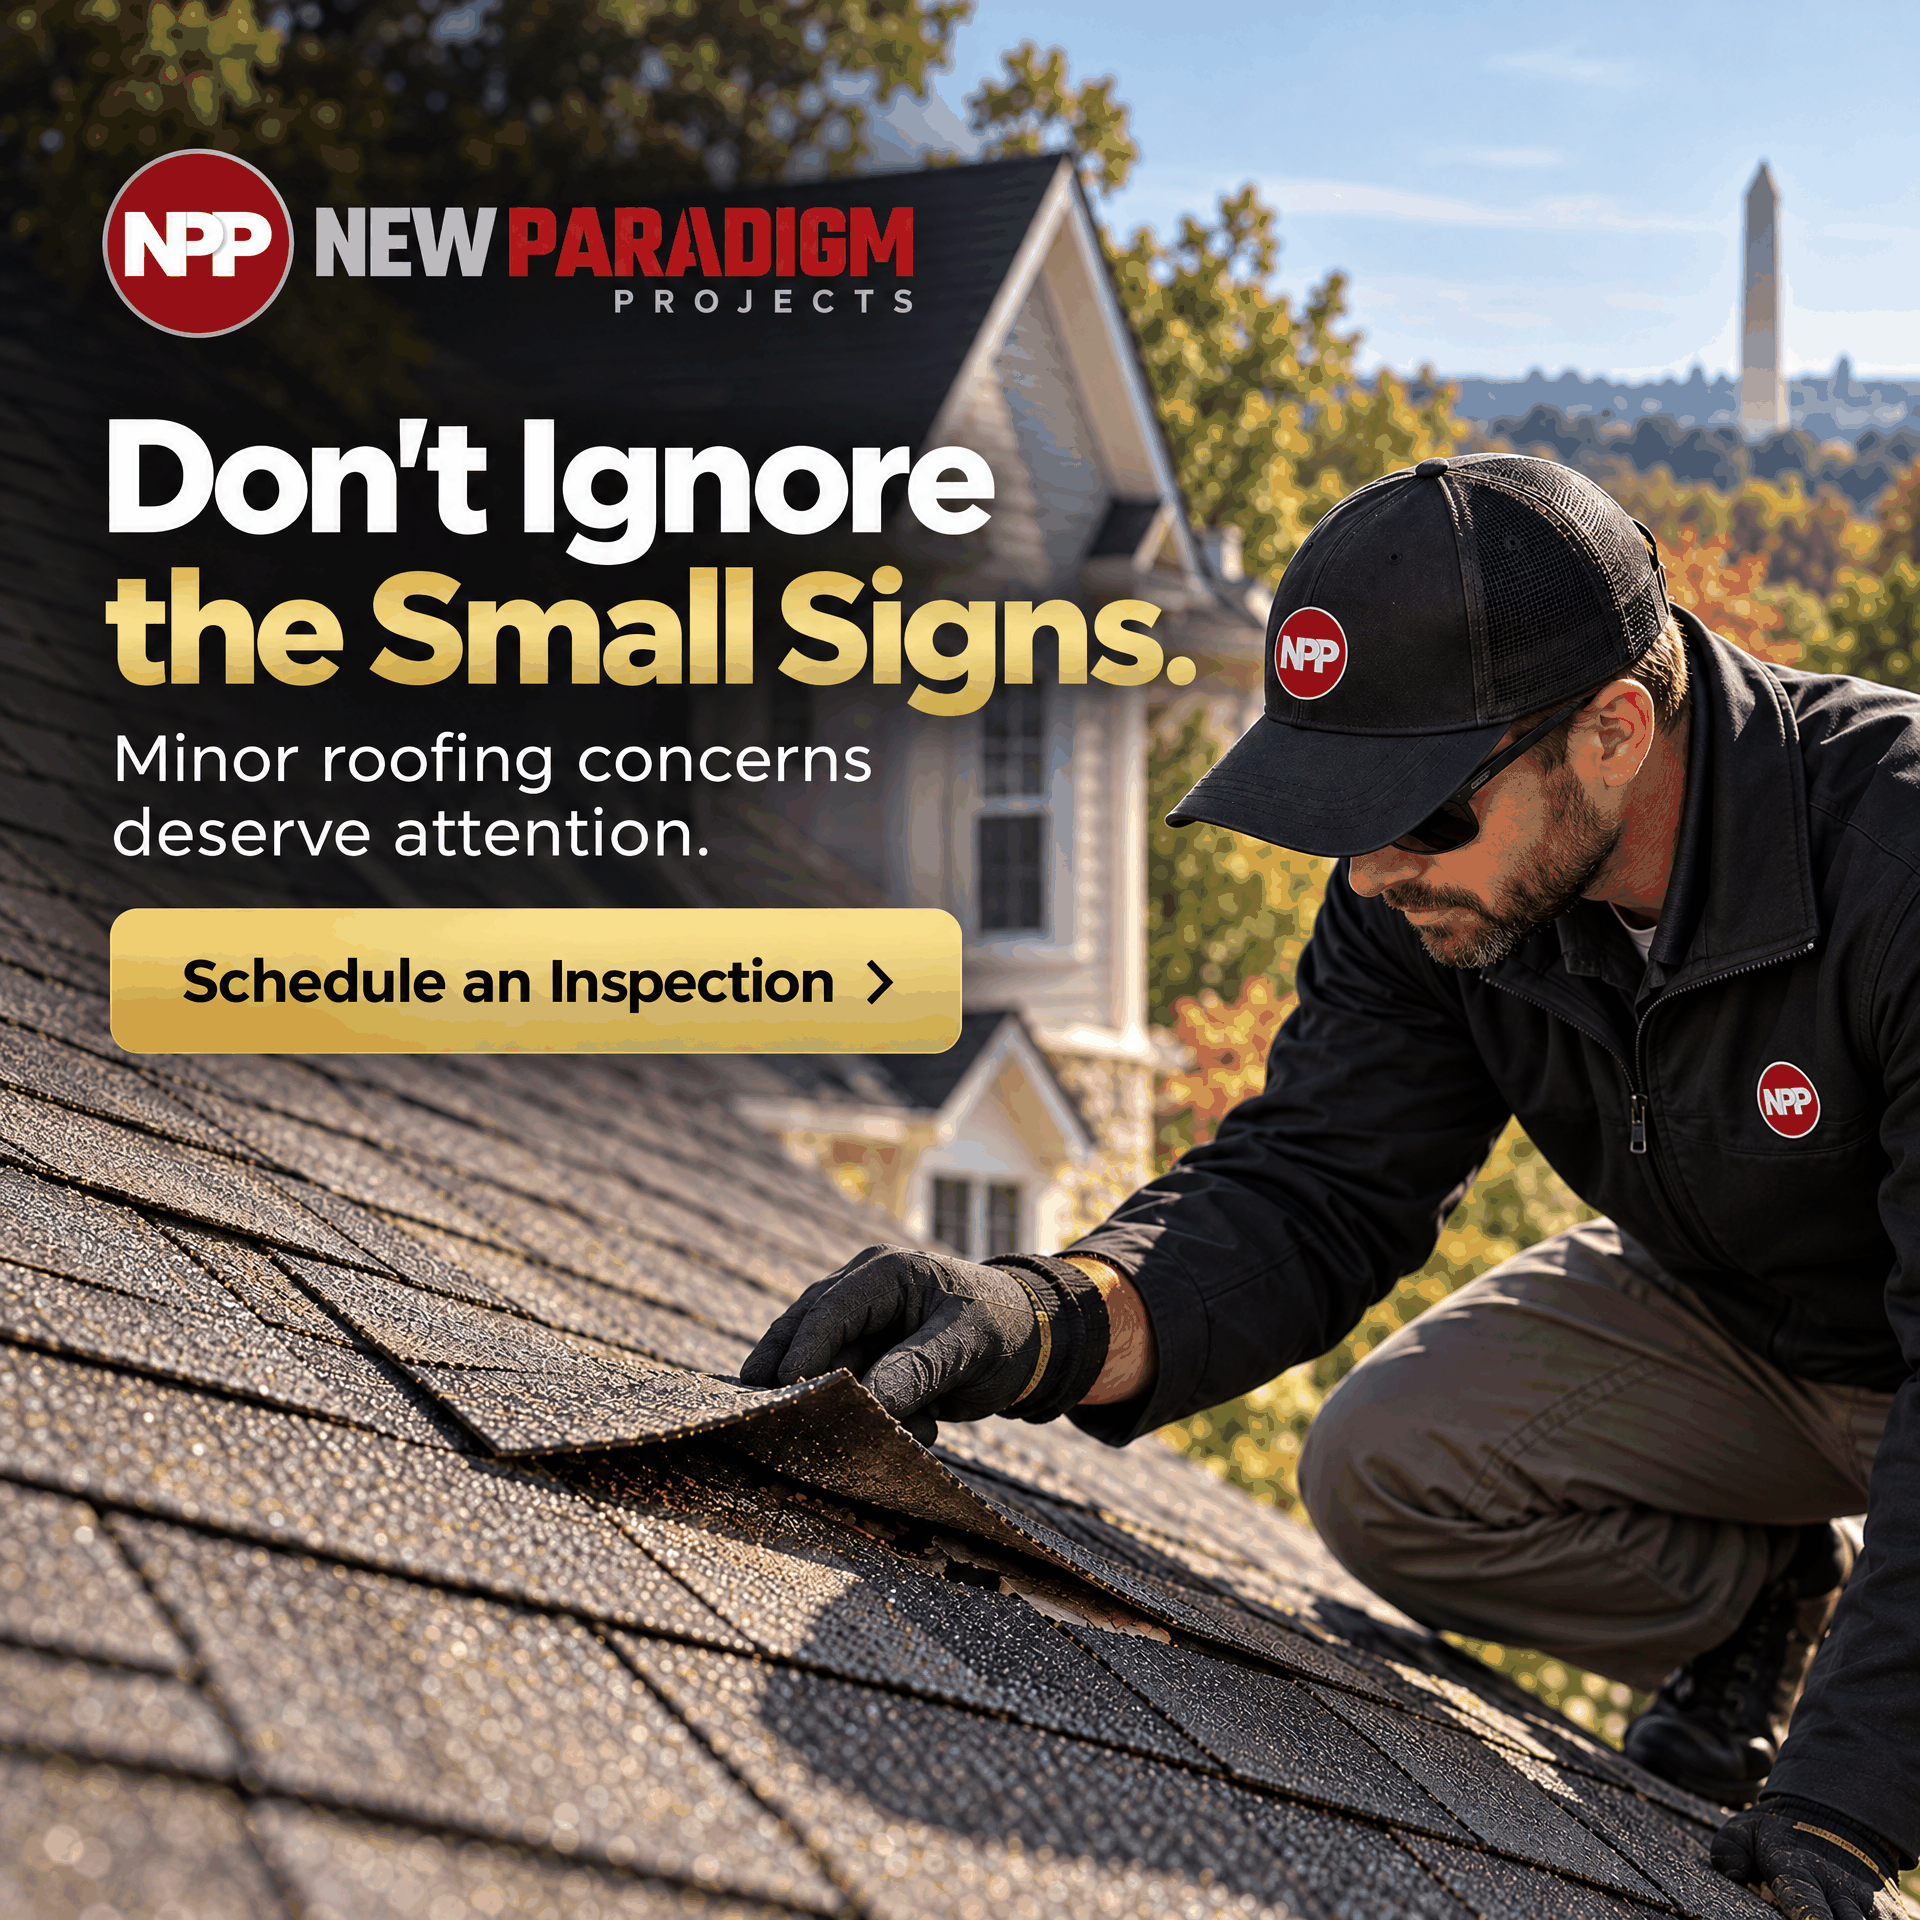 NPP NEW PARADIGM
PROJECTS
Don't Ignore
the Small Signs.
Minor roofing concerns
deserve attention.
Schedule an Inspection >
NPP
NPP